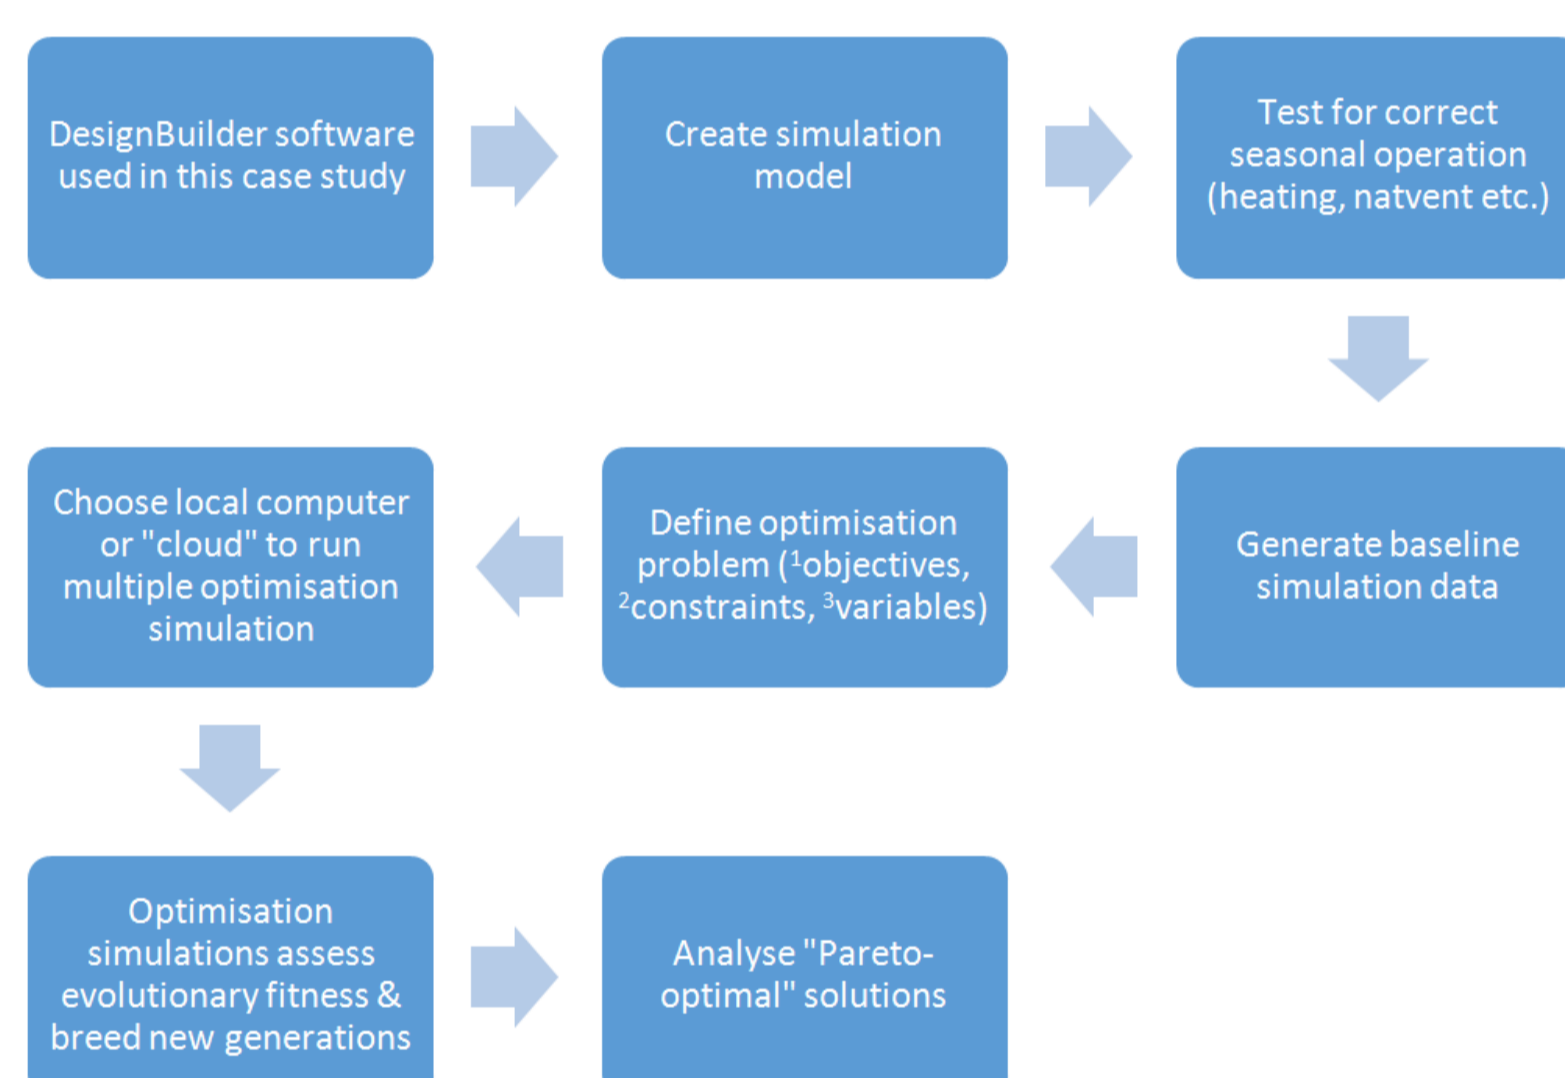 DesignBuilder software
used in this case study
Create simulation
model
Test for correct
seasonal operation
(heating, natvent etc.)
Generate baseline
simulation data
Define optimisation
problem (¹objectives,
²constraints, ³variables)
Choose local computer
or "cloud" to run
multiple optimisation
simulation
Optimisation
simulations assess
evolutionary fitness &
breed new generations
Analyse "Pareto-
optimal" solutions